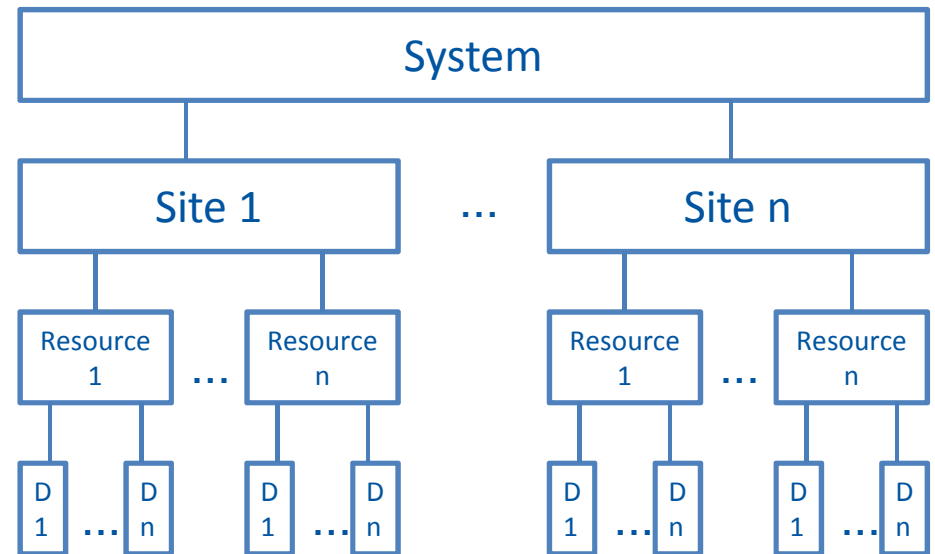 System
Site 1 ... Site n
Resource ... Resource Resource ... Resource
1 n 1 n
D D D D D D D D
1 ... n 1 ... n 1 ... n 1 ... n